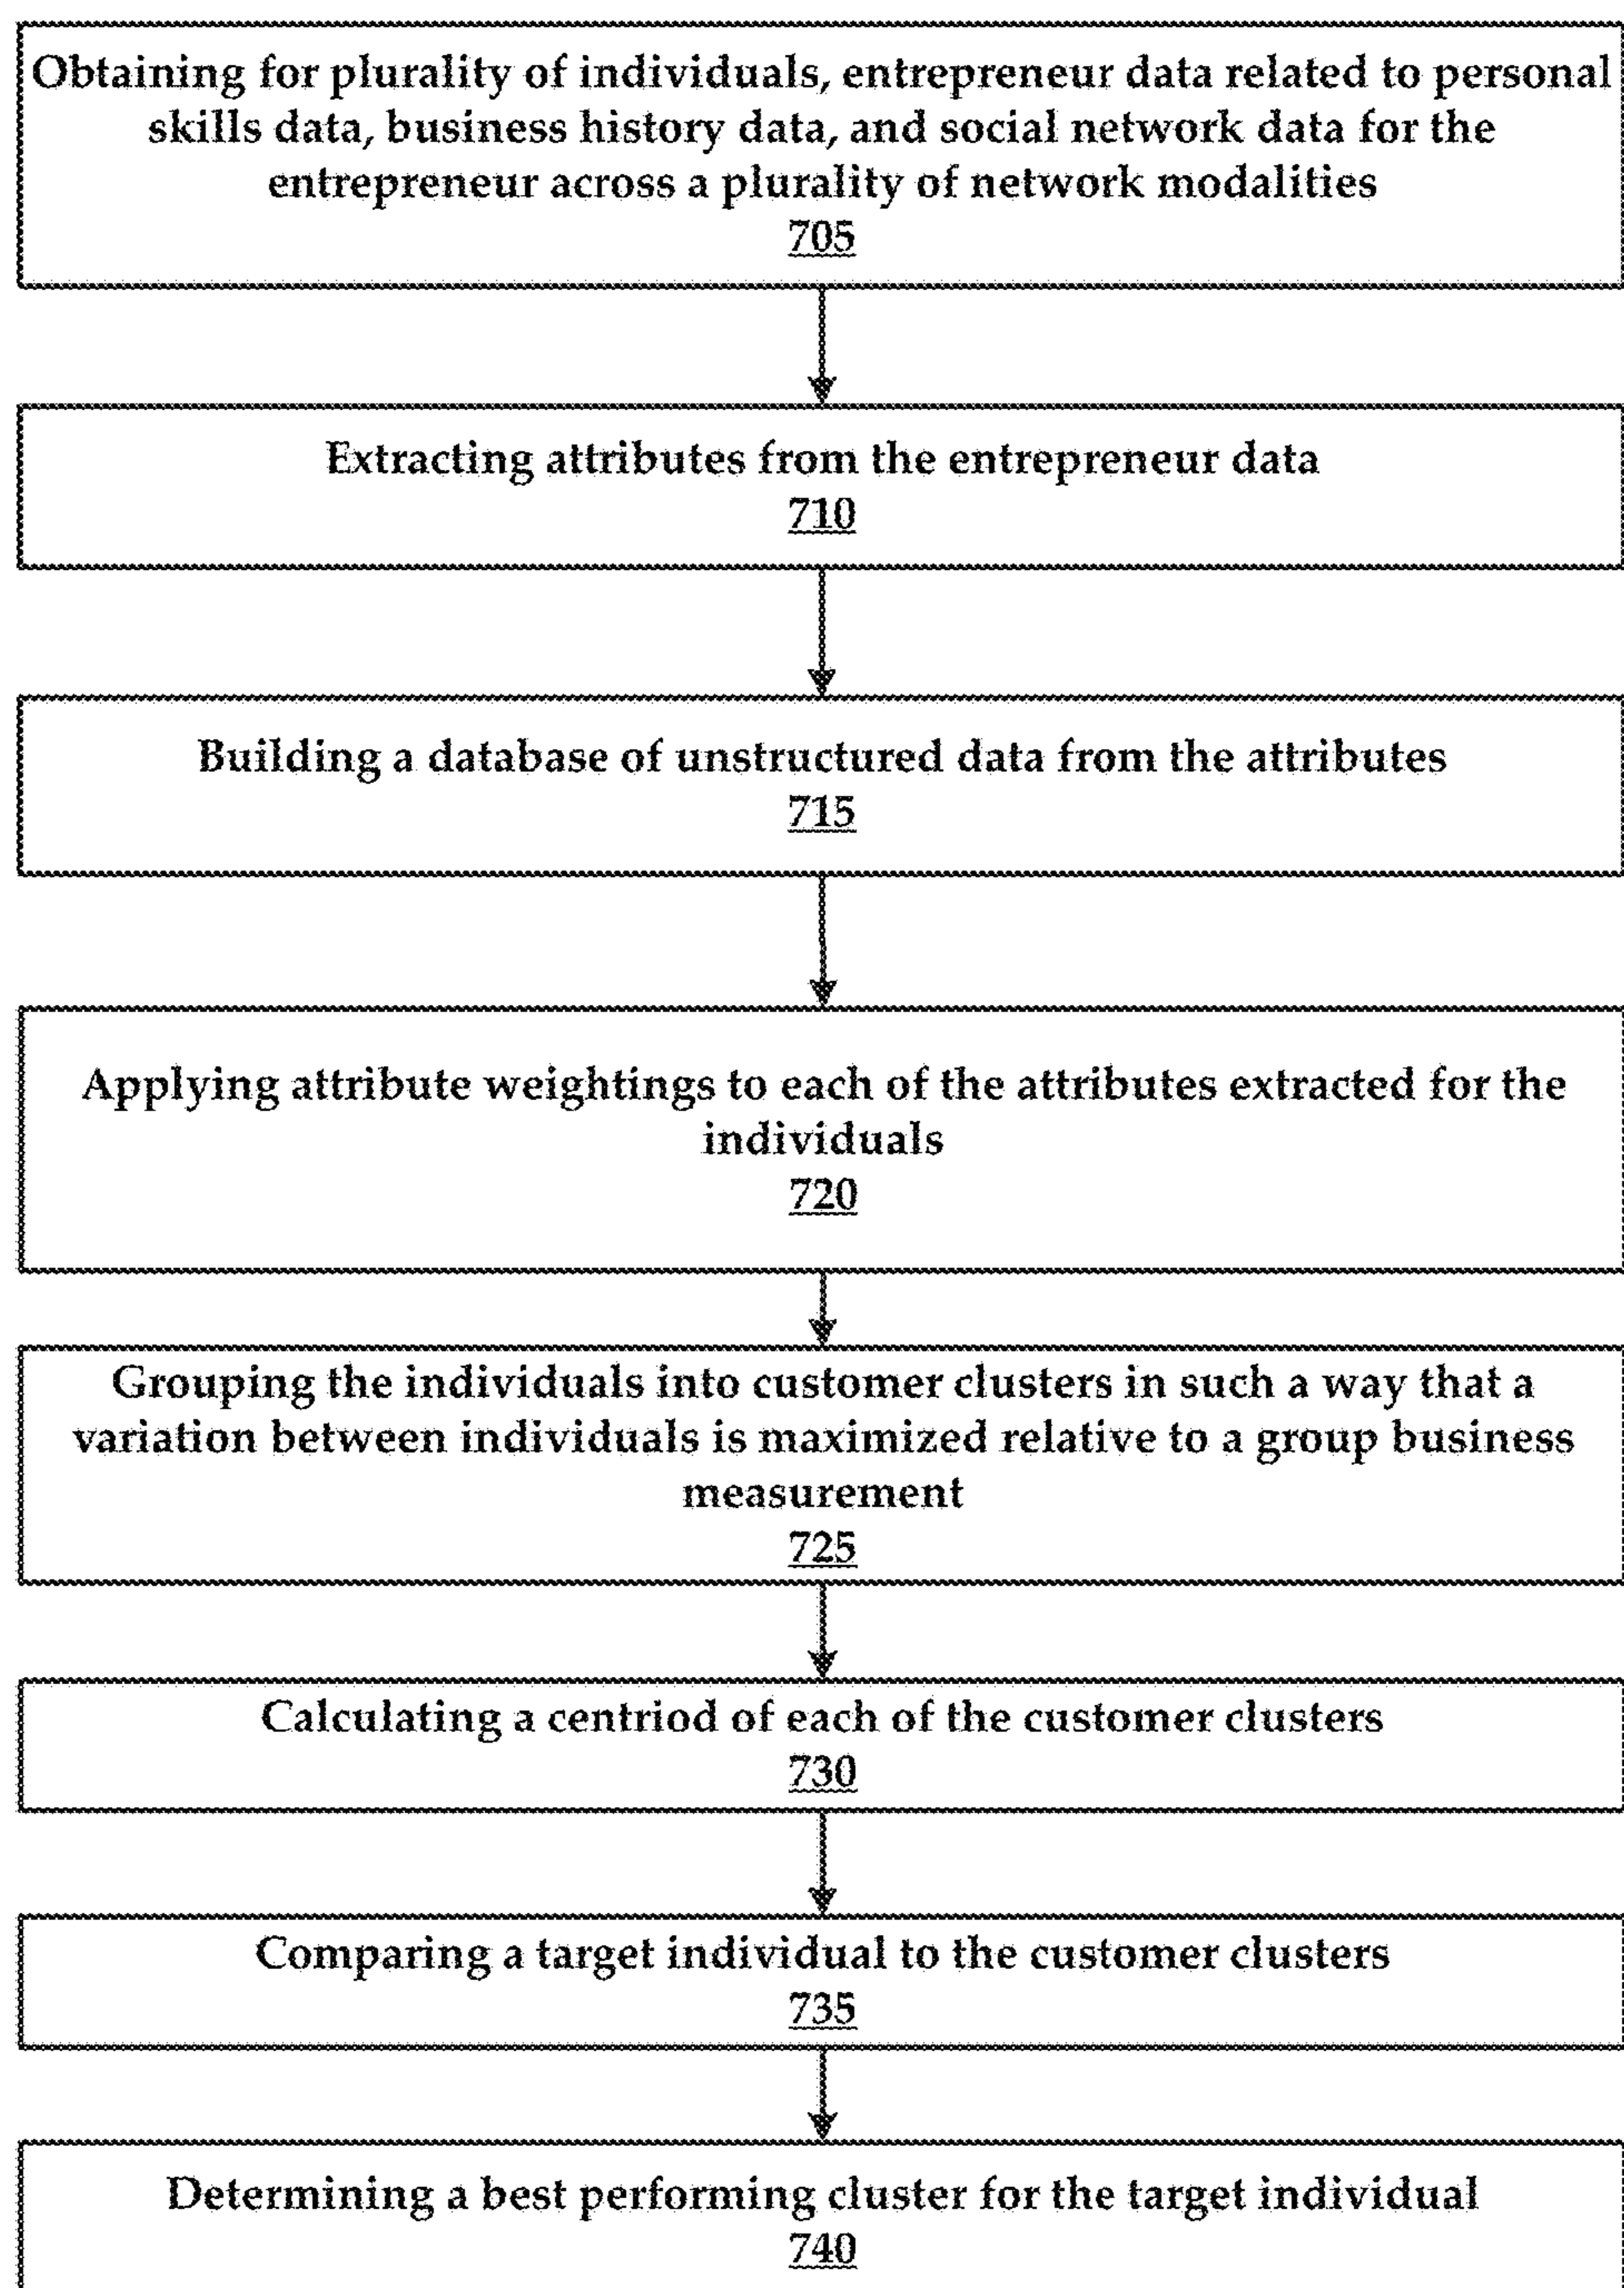 Obtaining for plurality of individuals, entrepreneur data related to personal
skills data, business history data, and social network data for the
entrepreneur across a plurality of network modalities
705
Extracting attributes from the entrepreneur data
710
Building a database of unstructured data from the attributes
715
Applying attribute weightings to each of the attributes extracted for the
individuals
720
Grouping the individuals into customer clusters in such a way that a
variation between individuals is maximized relative to a group business
measurement
725
Calculating a centriod of each of the customer clusters
730
Comparing a target individual to the customer clusters
735
Determining a best performing cluster for the target individual
740